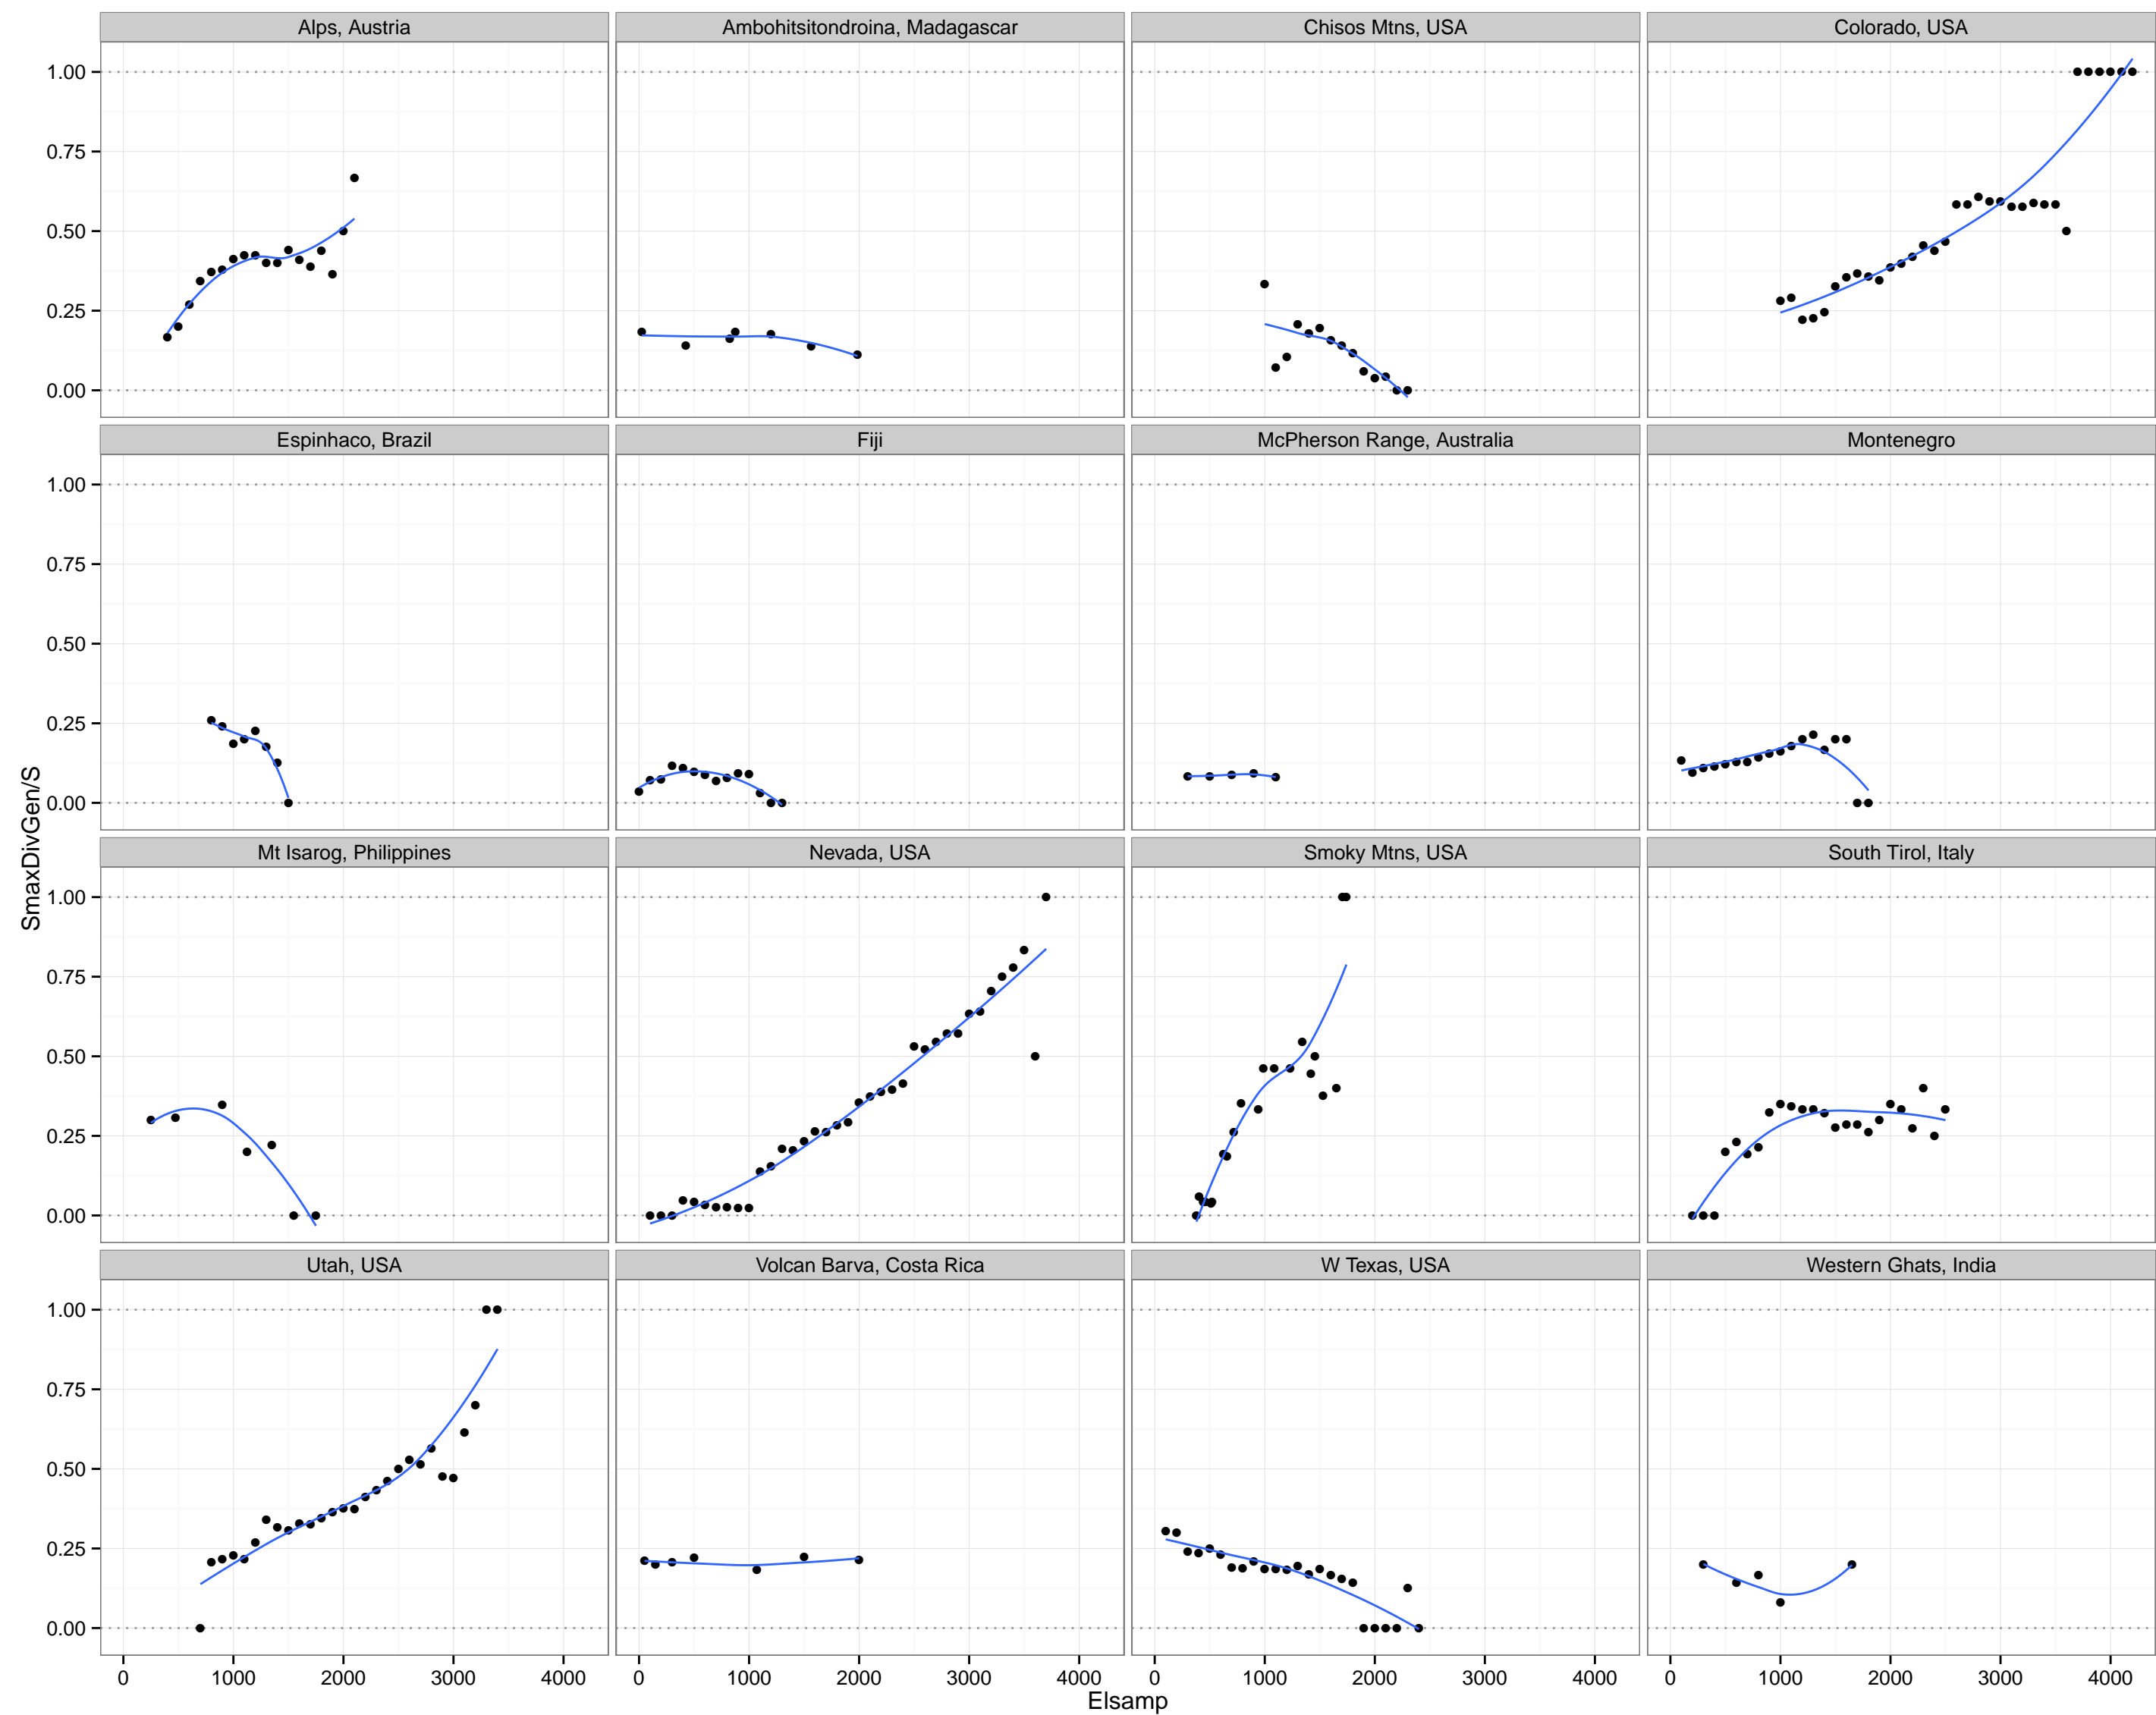 Alps, Austria
Ambohitsitondroina, Madagascar
Chisos Mtns, USA
Colorado, USA
1.00
0.75
0.50
0.25
0.00
Espinhaco, Brazil
Fiji
McPherson Range, Australia
Montenegro
1.00
0.75
0.50
0.25
0.00
SmaxDivGen/S
Mt Isarog, Philippines
Nevada, USA
Smoky Mtns, USA
South Tirol, Italy
1.00
0.75
0.50
0.25
0.00
Utah, USA
Volcan Barva, Costa Rica
W Texas, USA
Western Ghats, India
1.00
0.75
0.50
0.25
0.00
0 1000 2000 3000 4000 0 1000 2000 3000 4000 0 1000 2000 3000 4000 0 1000 2000 3000 4000
Elsamp